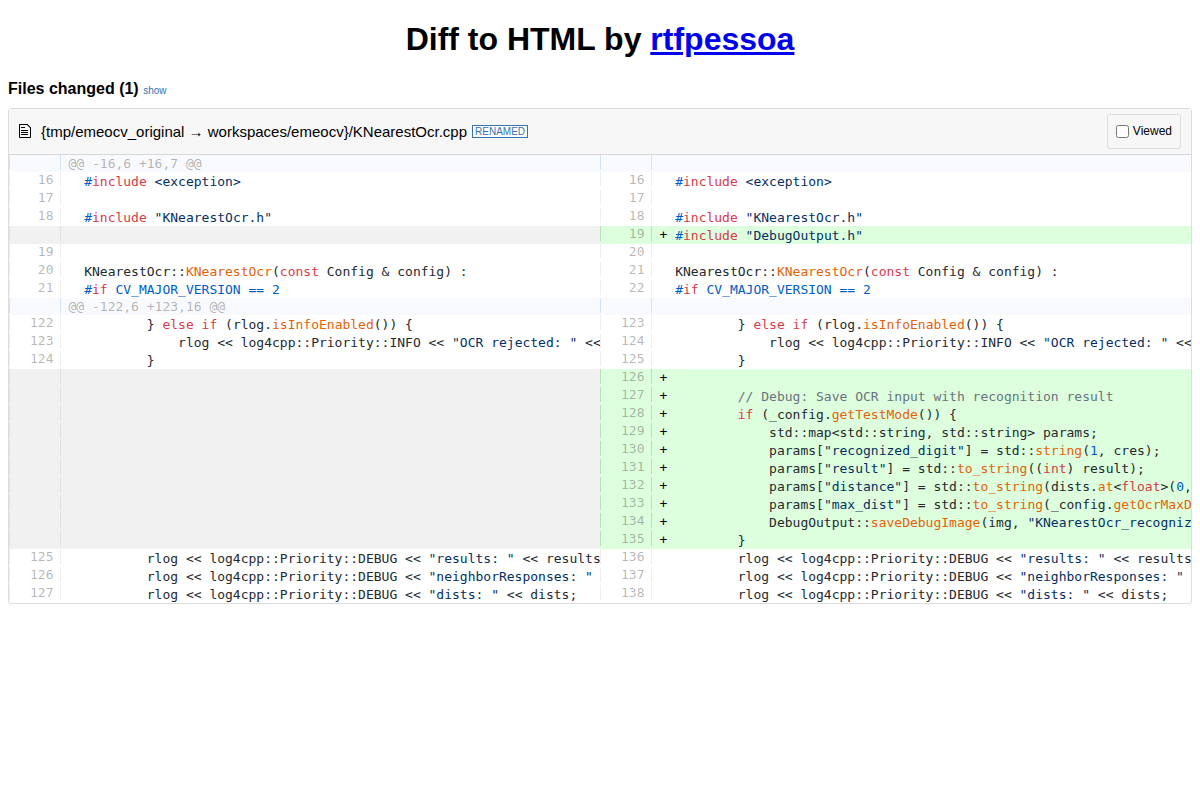 Diff to HTML by rtfpessoa
Files changed (1) show
{tmp/emeocv_original → workspaces/emeocv}/KNearestOcr.cpp RENAMED
Viewed
@@ -16,6 +16,7 @@
16 #include <exception>
17
18 #include "KNearestOcr.h"
19
20 KNearestOcr::KNearestOcr(const Config & config) :
21 #if CV_MAJOR_VERSION == 2
@@ -122,6 +123,16 @@
122 } else if (rlog.isInfoEnabled()) {
123 rlog << log4cpp::Priority::INFO << "OCR rejected: " <<
124 }
125 rlog << log4cpp::Priority::DEBUG << "results: " << results
126 rlog << log4cpp::Priority::DEBUG << "neighborResponses: "
127 rlog << log4cpp::Priority::DEBUG << "dists: " << dists;
16 #include <exception>
17
18 #include "KNearestOcr.h"
19 + #include "DebugOutput.h"
20
21 KNearestOcr::KNearestOcr(const Config & config) :
22 #if CV_MAJOR_VERSION == 2
123 } else if (rlog.isInfoEnabled()) {
124 rlog << log4cpp::Priority::INFO << "OCR rejected: " <<
125 }
126 +
127 + // Debug: Save OCR input with recognition result
128 + if (_config.getTestMode()) {
129 + std::map<std::string, std::string> params;
130 + params["recognized_digit"] = std::string(1, cres);
131 + params["result"] = std::to_string((int) result);
132 + params["distance"] = std::to_string(dists.at<float>(0,
133 + params["max_dist"] = std::to_string(_config.getOcrMaxD
134 + DebugOutput::saveDebugImage(img, "KNearestOcr_recogniz
135 + }
136 rlog << log4cpp::Priority::DEBUG << "results: " << results
137 rlog << log4cpp::Priority::DEBUG << "neighborResponses: "
138 rlog << log4cpp::Priority::DEBUG << "dists: " << dists;